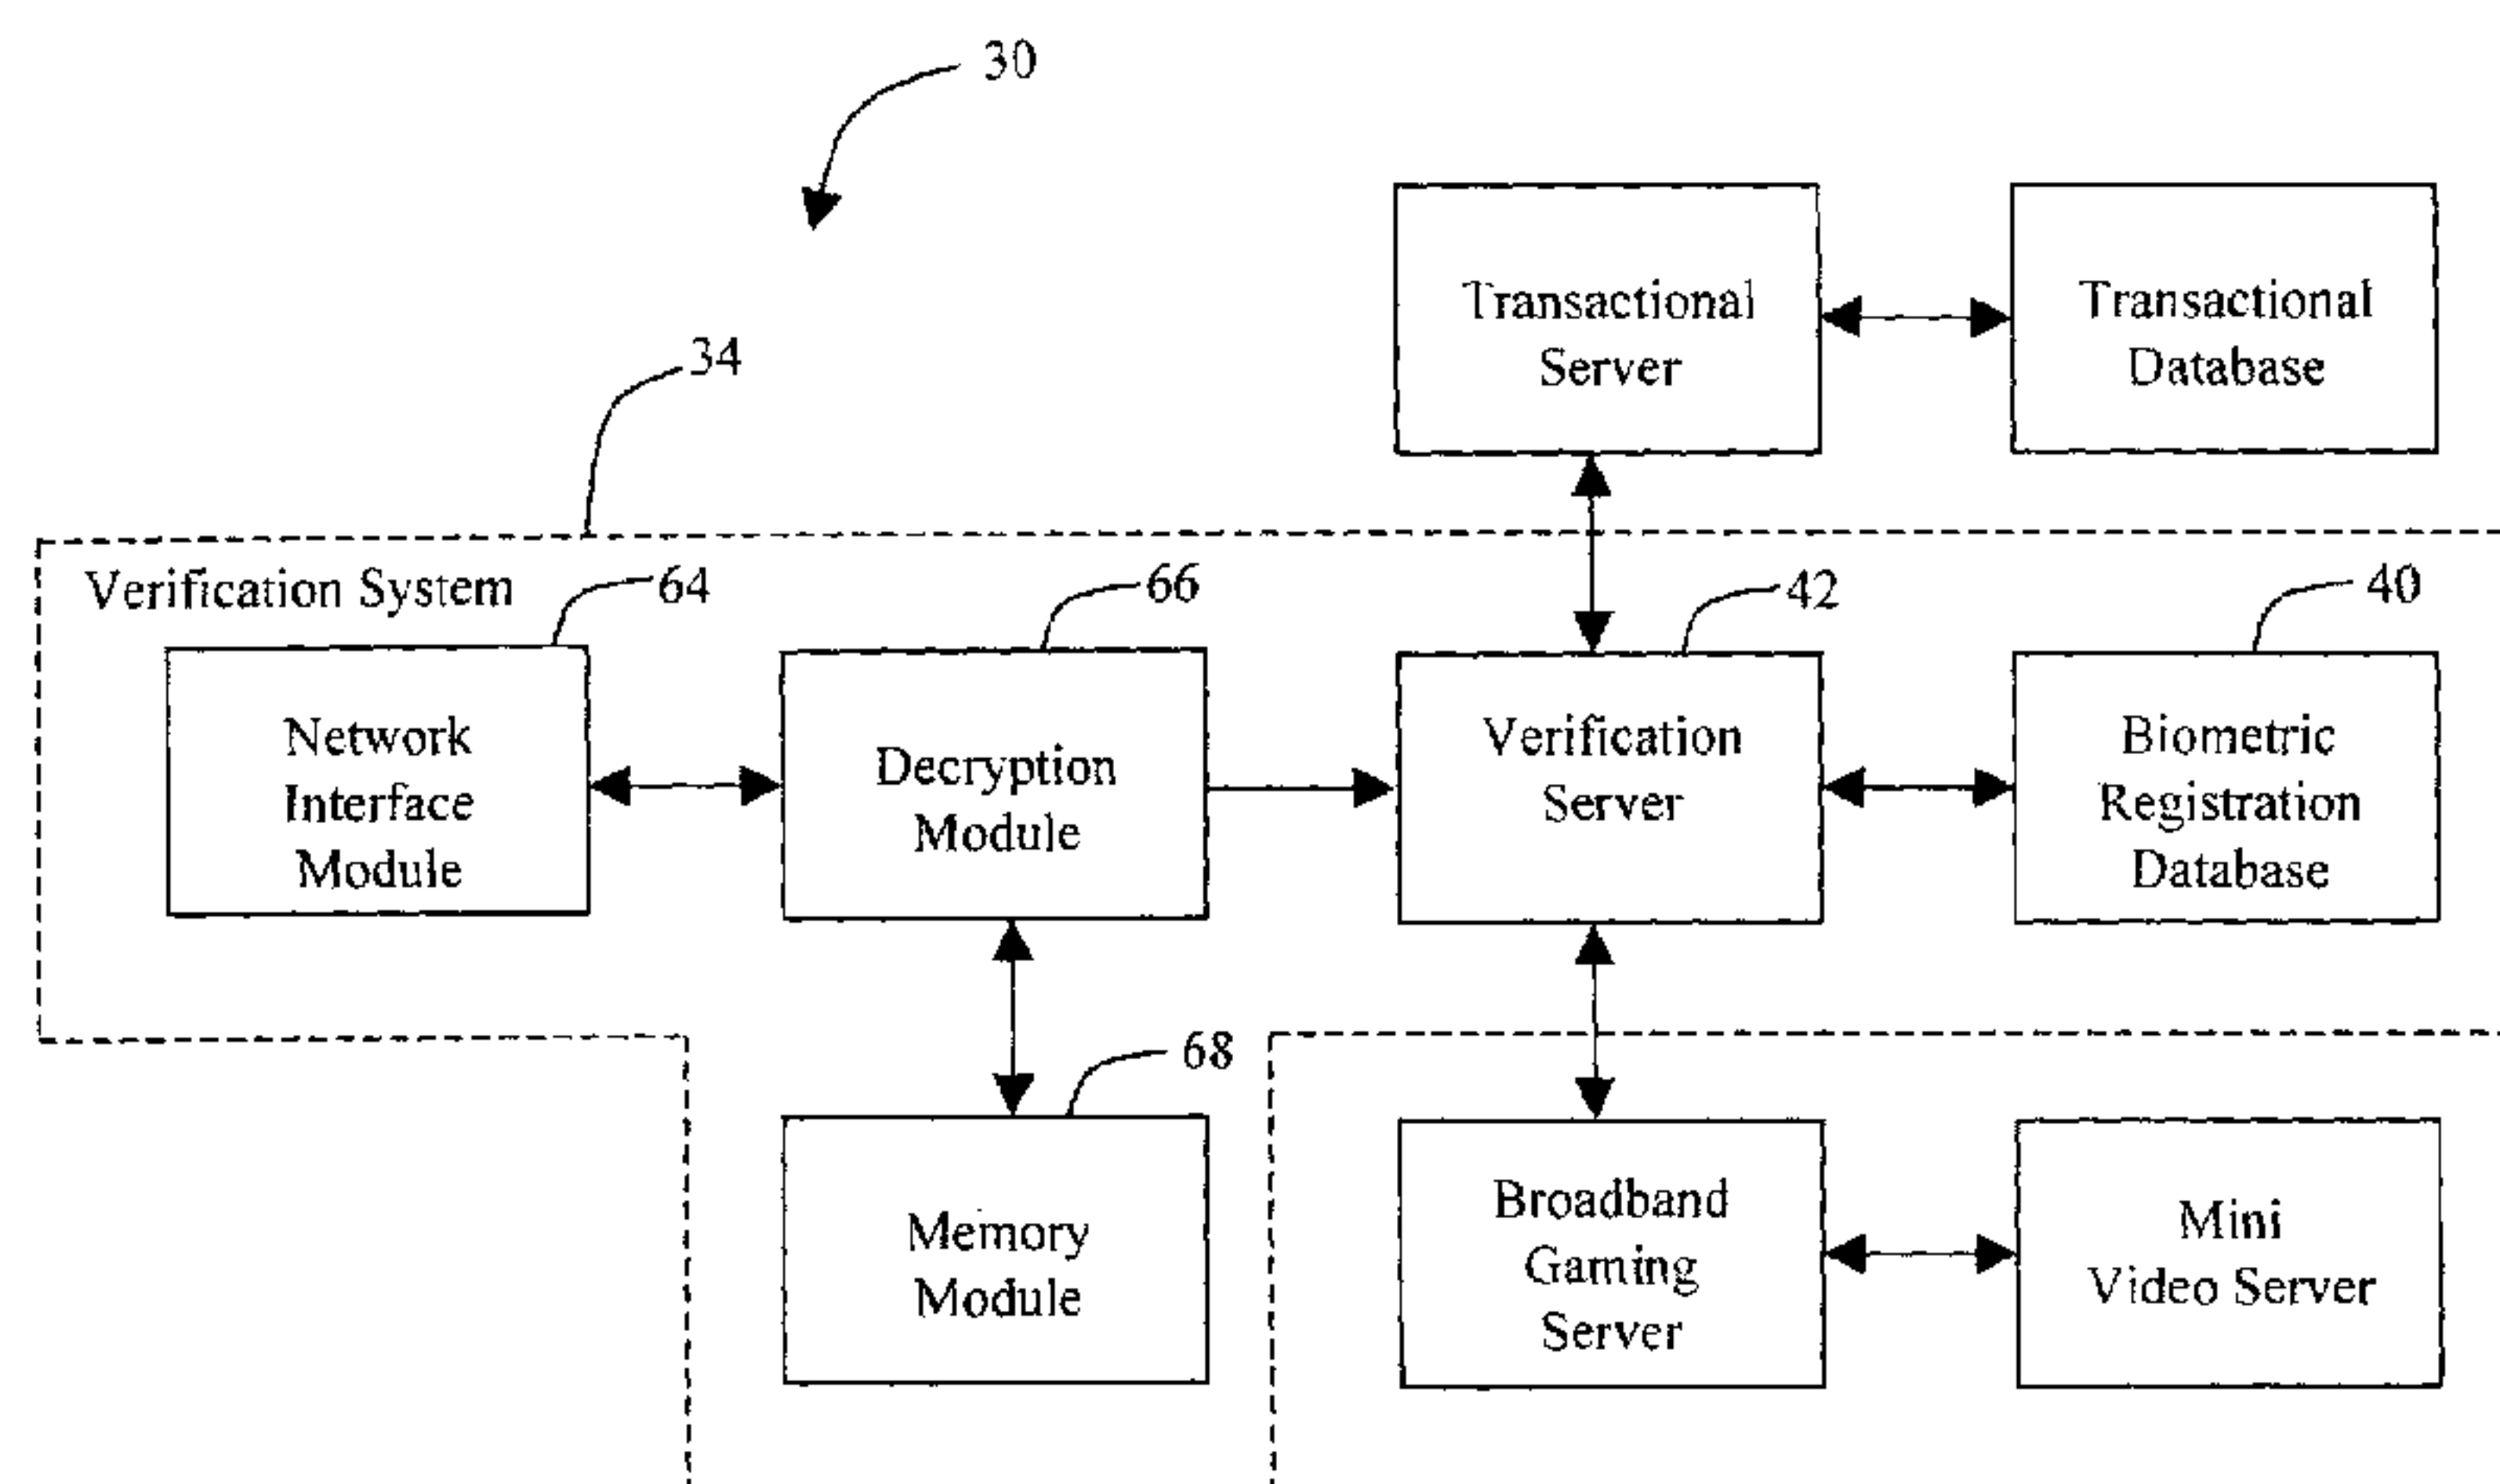 30
Transactional
Server
Transactional
Database
34
Verification System
64
66
42
40
Network
Interface
Module
Decryption
Module
Verification
Server
Biometric
Registration
Database
68
Memory
Module
Broadband
Gaming
Server
Mini
Video Server